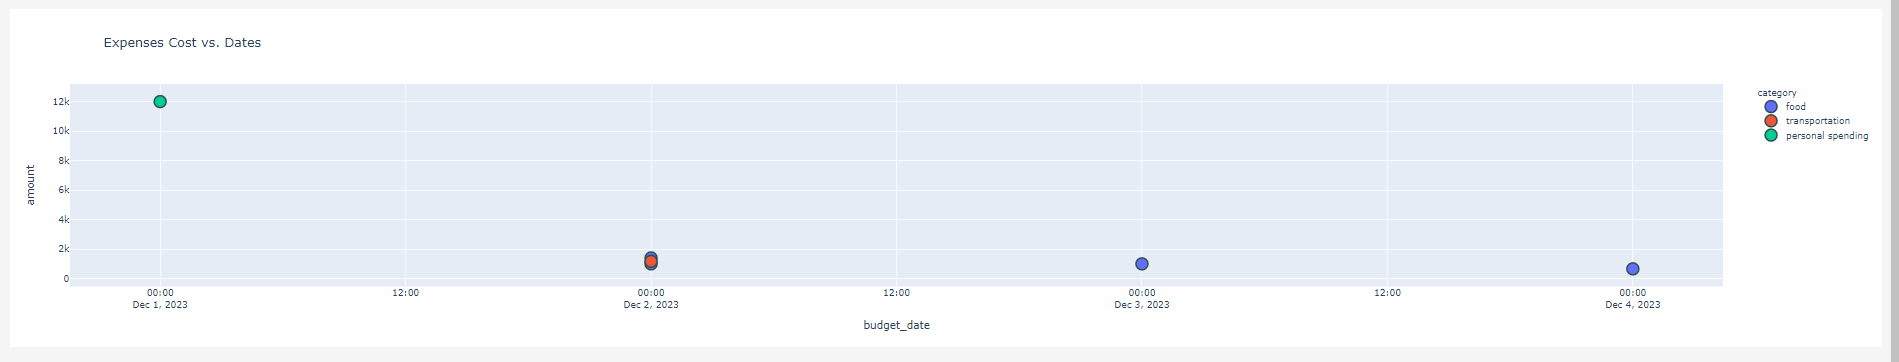 Expenses Cost vs. Dates
12k
10k
8k
6k
4k
2k
0
amount
00:00
Dec 1, 2023
12:00
00:00
Dec 2, 2023
12:00
00:00
Dec 3, 2023
12:00
00:00
Dec 4, 2023
budget_date
category
food
transportation
personal spending